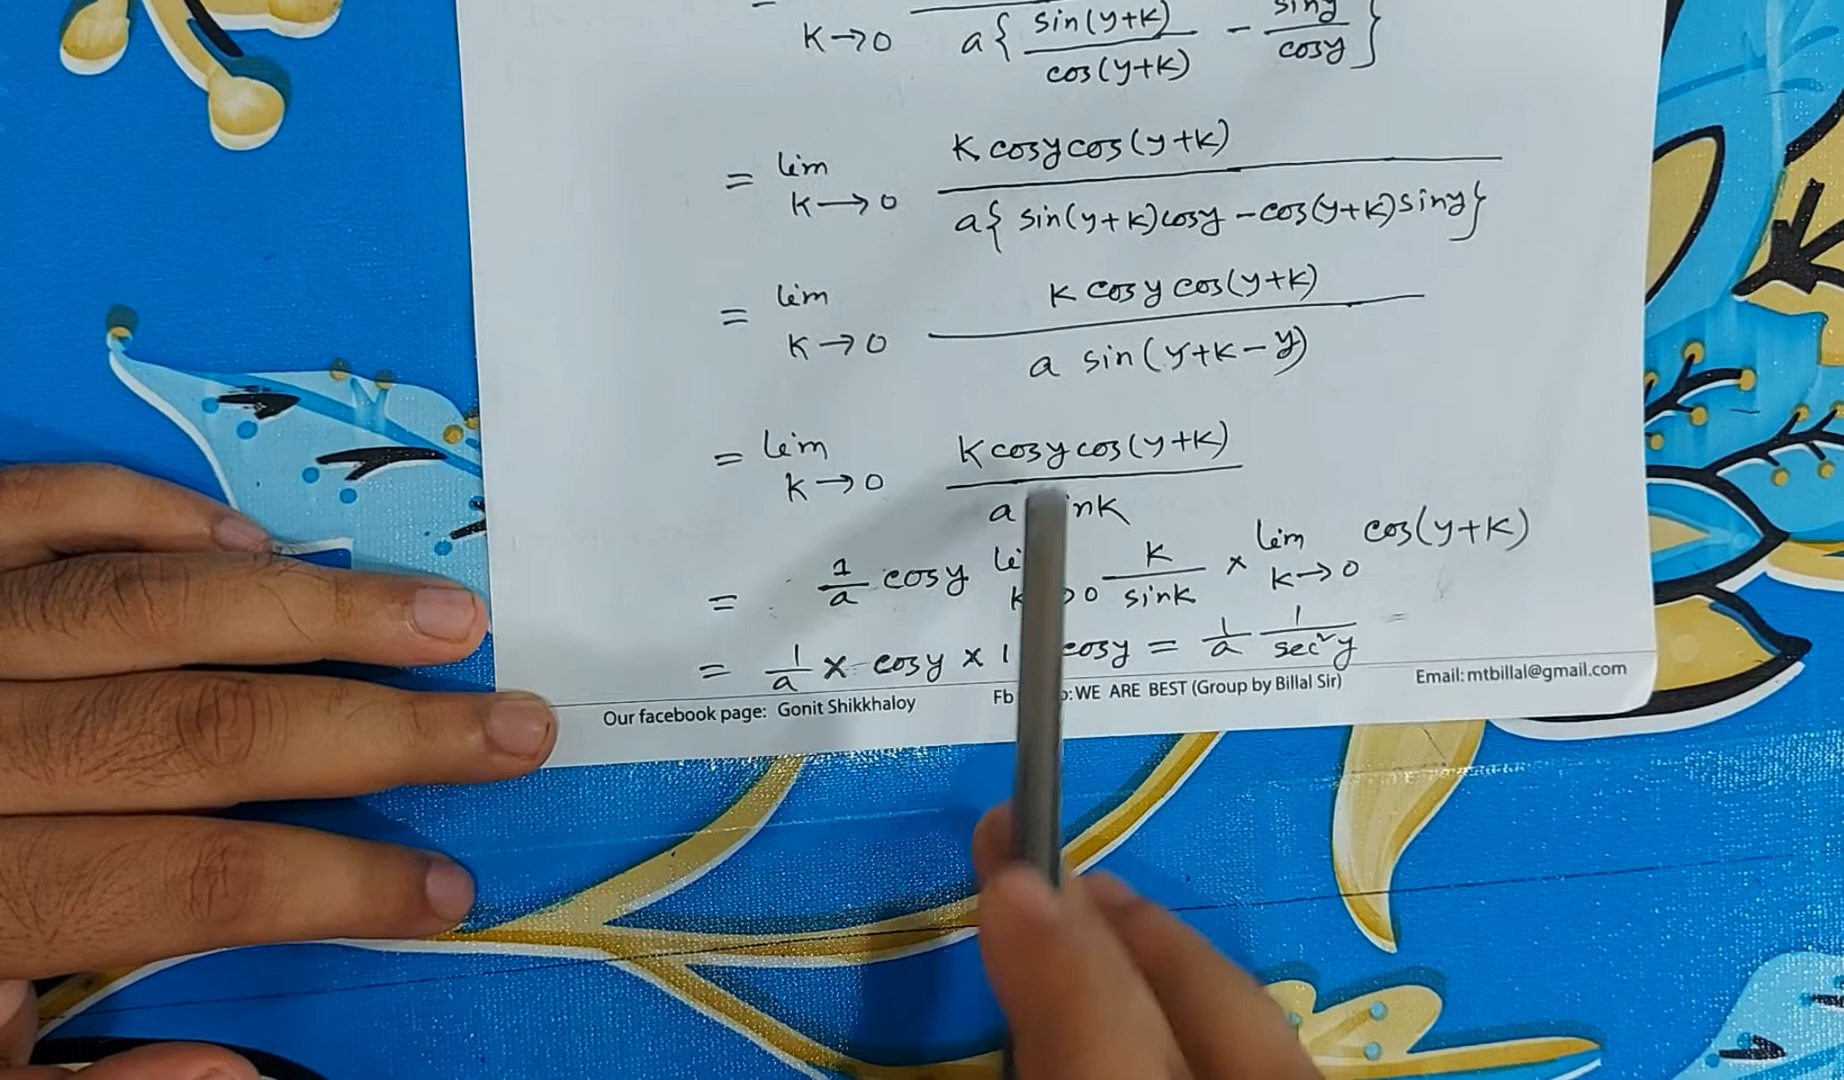 K→0 a{ sin(y+k)/cos(y+k) - siny/cosy }
= lim K→0 K cosy cos(y+k) / a{ sin(y+k)cosy - cos(y+k)siny}
= lim K→0 K cosy cos(y+k) / a sin(y+k-y)
= lim K→0 K cosy cos(y+k) / a ink
= 1/a cosy k/sink × lim K→0 cos(y+k)
= 1/a × cosy × 1 cosy = 1/a 1/sec²y
Our facebook page: Gonit Shikkhaloy Fb : WE ARE BEST (Group by Billal Sir) Email: mtbillal@gmail.com